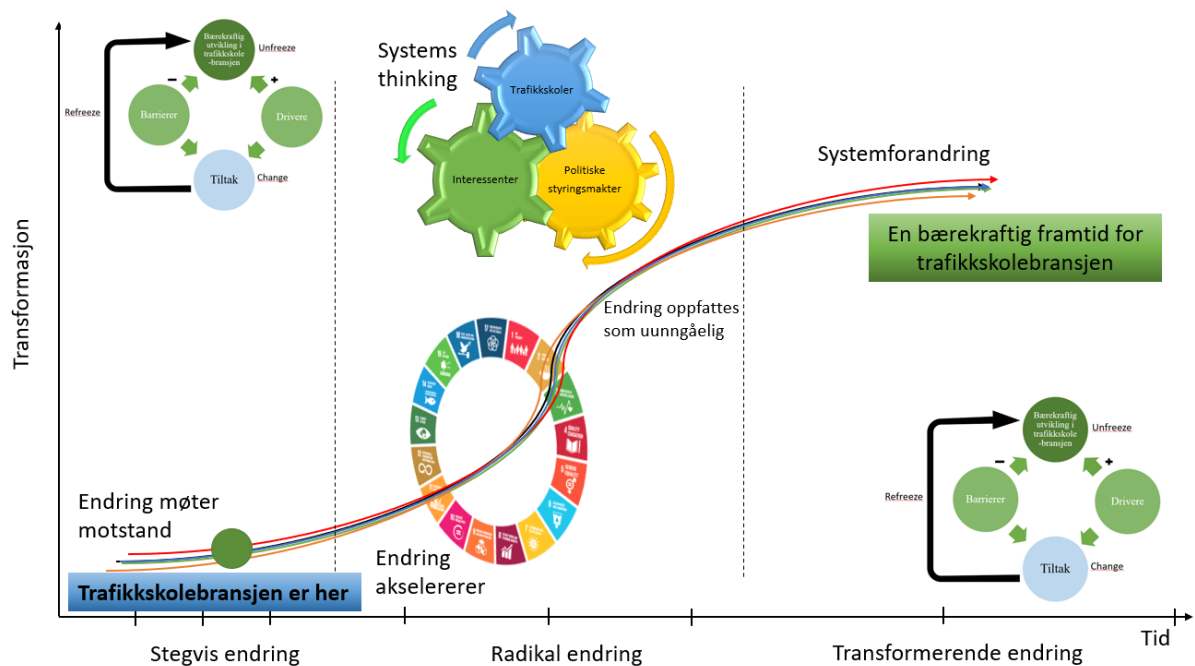 Bærekraftig
utvikling i
trafikkskole
-bransjen
Unfreeze
–
+
Refreeze
Barrierer
Drivere
Tiltak
Change
Systems
thinking
Trafikkskoler
Interessenter
Politiske
styringsmakter
Systemforandring
En bærekraftig framtid for
trafikkskolebransjen
Transformasjon
Endring oppfattes
som uunngåelig
Endring møter
motstand
Trafikkskolebransjen er her
Endring
akselererer
Bærekraftig
utvikling i
trafikkskole
-bransjen
Unfreeze
–
+
Refreeze
Barrierer
Drivere
Tiltak
Change
Tid
Stegvis endring
Radikal endring
Transformerende endring